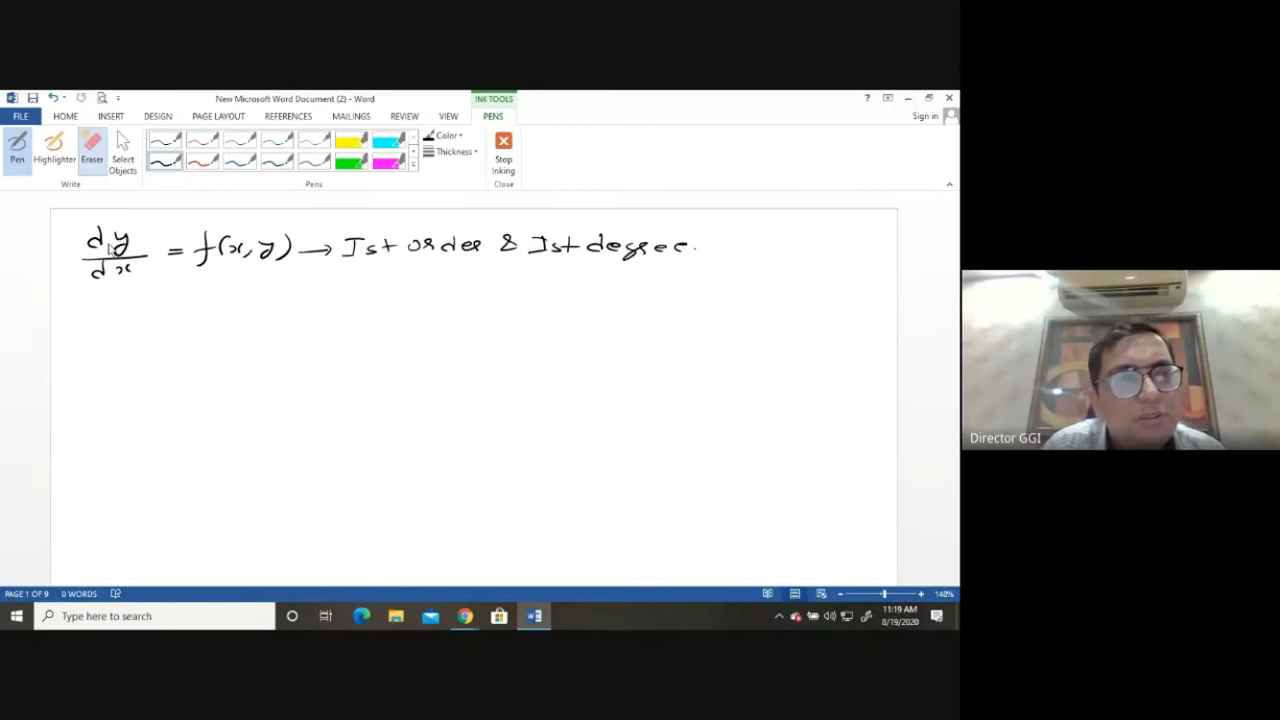 New Microsoft Word Document (2) - Word
INK TOOLS
Sign in
FILE HOME INSERT DESIGN PAGE LAYOUT REFERENCES MAILINGS REVIEW VIEW PENS
Pen Highlighter Eraser Select Objects
Color
Thickness
Stop Inking
Write Pens Close
dy/dx = f(x, y) → Ist order & Ist degree.
Director GGI
PAGE 1 OF 9 0 WORDS 148%
Type here to search
11:19 AM
8/19/2020